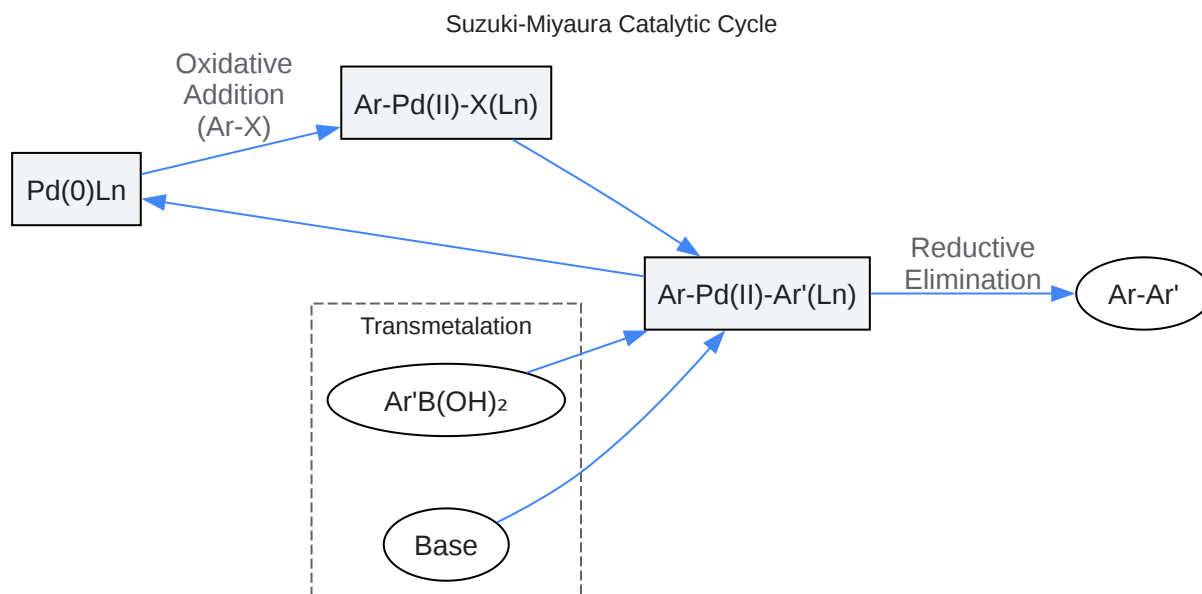 Suzuki-Miyaura Catalytic Cycle
Oxidative
Addition
(Ar-X)
Ar-Pd(II)-X(Ln)
Pd(0)Ln
Reductive
Elimination
Ar-Pd(II)-Ar'(Ln)
Ar-Ar'
Transmetalation
Ar'B(OH)₂
Base